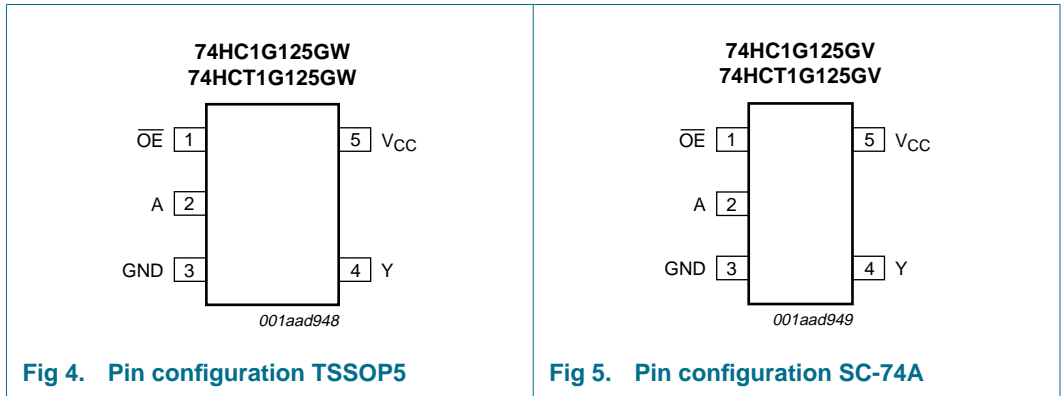 74HC1G125GW
74HCT1G125GW
OE 1 5 VCC
A 2
GND 3 4 Y
001aad948
Fig 4. Pin configuration TSSOP5
74HC1G125GV
74HCT1G125GV
OE 1 5 VCC
A 2
GND 3 4 Y
001aad949
Fig 5. Pin configuration SC-74A